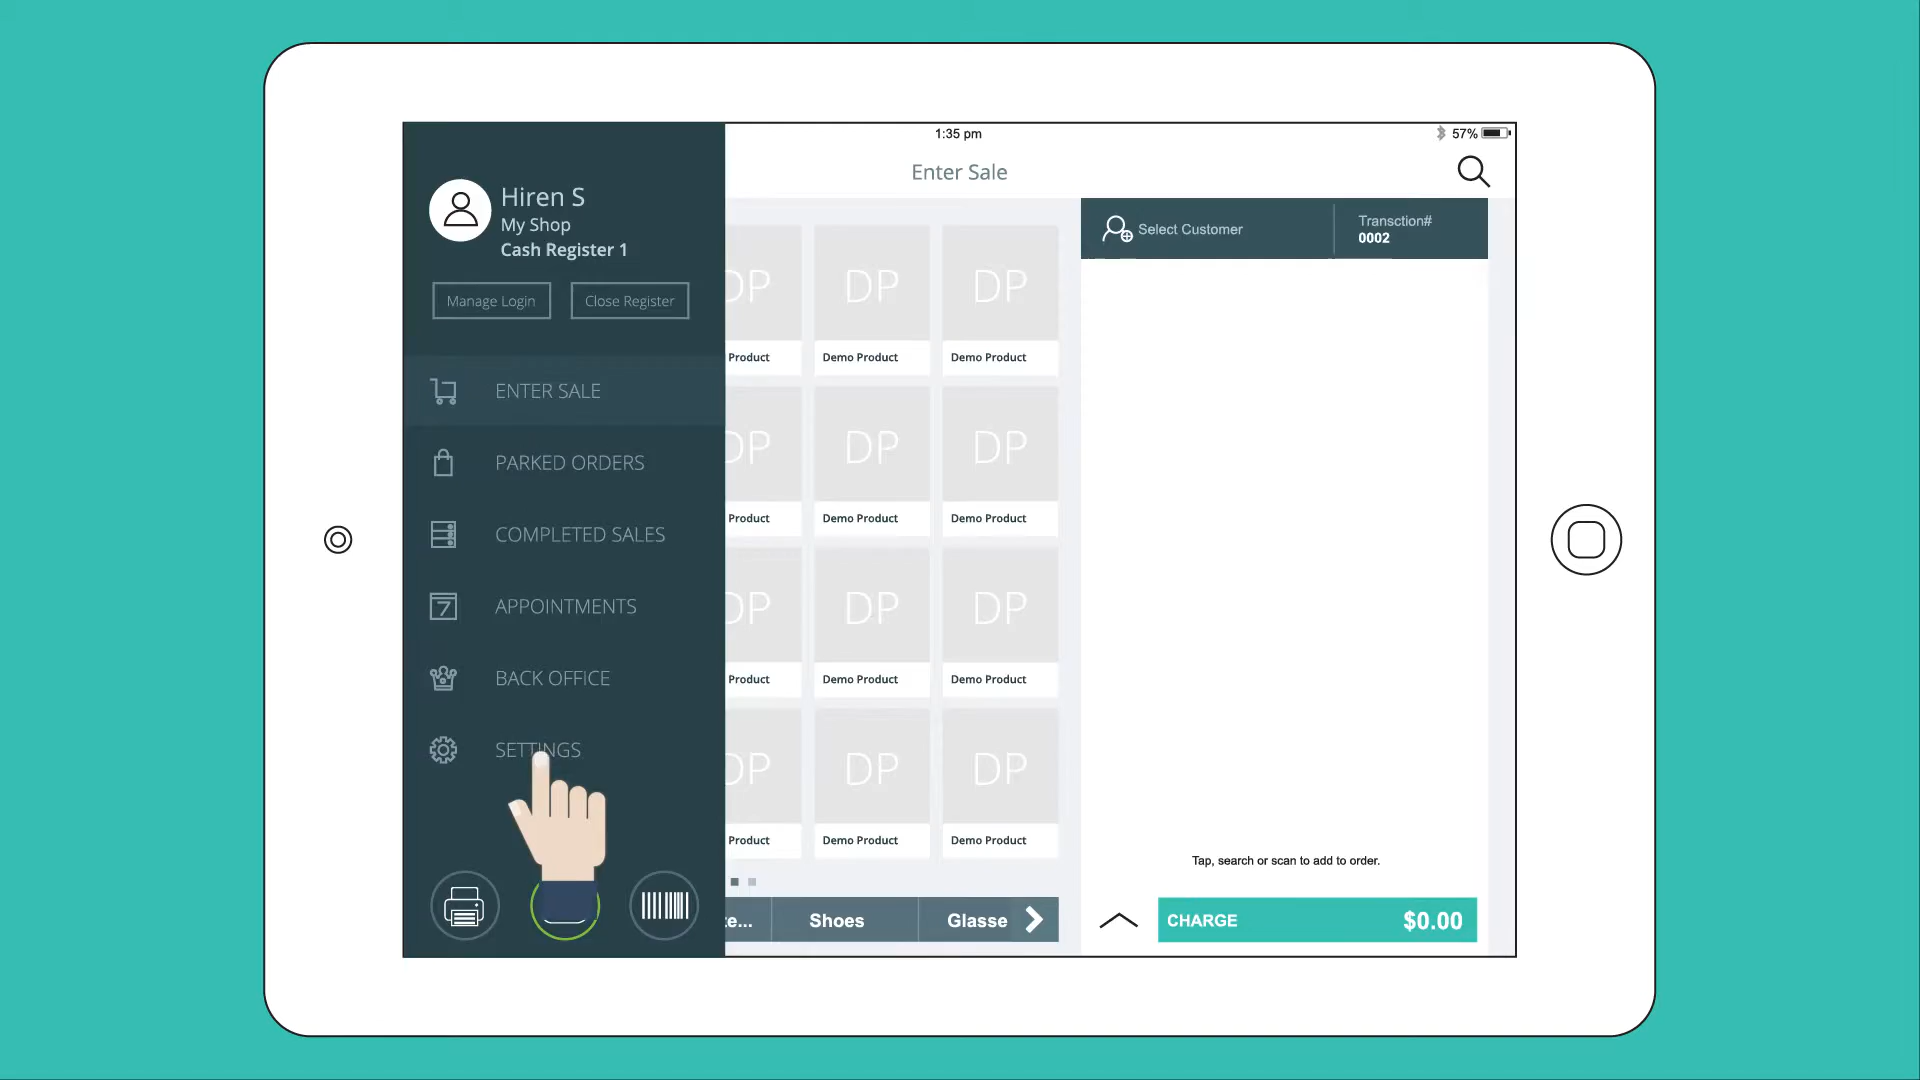 1:35 pm
57%
Enter Sale
Hiren S
My Shop
Cash Register 1
Manage Login
Close Register
ENTER SALE
PARKED ORDERS
COMPLETED SALES
7
APPOINTMENTS
BACK OFFICE
SETTINGS
DP DP DP
Product Demo Product Demo Product
DP DP DP
Product Demo Product Demo Product
DP DP DP
Product Demo Product Demo Product
DP DP DP
Product Demo Product Demo Product
e... Shoes Glasse
Select Customer
Transction#
0002
Tap, search or scan to add to order.
CHARGE $0.00